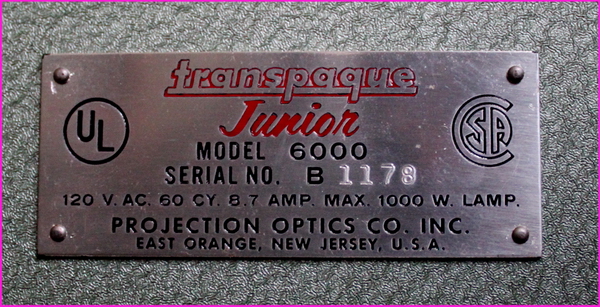 transpaque
Junior
UL
CSA
MODEL 6000
SERIAL NO. B 1178
120 V. AC. 60 CY. 8.7 AMP. MAX. 1000 W. LAMP.
PROJECTION OPTICS CO. INC.
EAST ORANGE, NEW JERSEY, U.S.A.